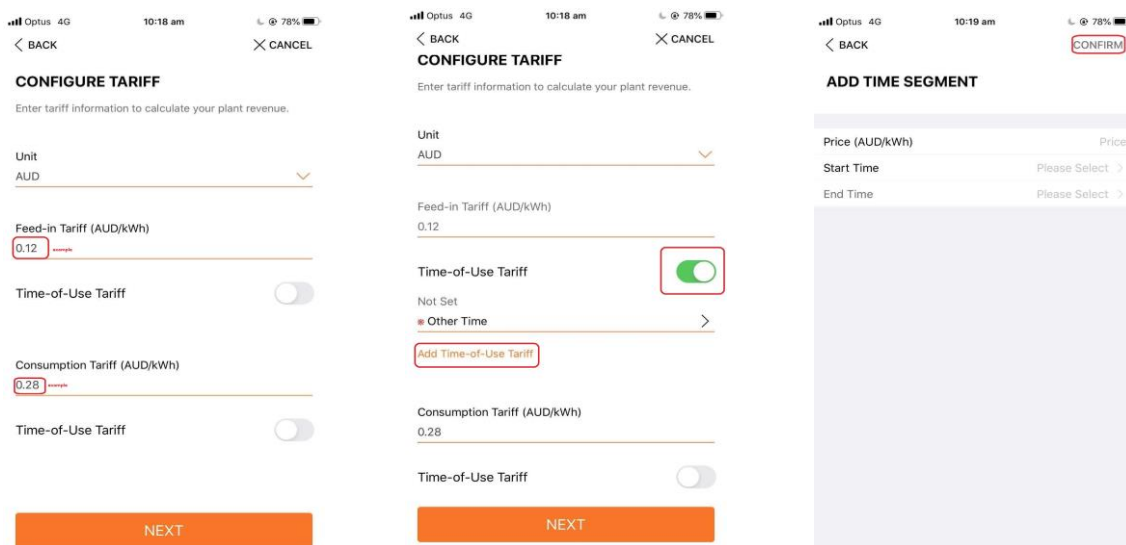 Optus 4G 10:18 am 78%
BACK CANCEL
CONFIGURE TARIFF
Enter tariff information to calculate your plant revenue.
Unit
AUD
Feed-in Tariff (AUD/kWh)
0.12 example
Time-of-Use Tariff
Consumption Tariff (AUD/kWh)
0.28 example
Time-of-Use Tariff
NEXT
Optus 4G 10:18 am 78%
BACK CANCEL
CONFIGURE TARIFF
Enter tariff information to calculate your plant revenue.
Unit
AUD
Feed-in Tariff (AUD/kWh)
0.12
Time-of-Use Tariff
Not Set
Other Time
Add Time-of-Use Tariff
Consumption Tariff (AUD/kWh)
0.28
Time-of-Use Tariff
NEXT
Optus 4G 10:19 am 78%
BACK CONFIRM
ADD TIME SEGMENT
Price (AUD/kWh) Price
Start Time Please Select
End Time Please Select